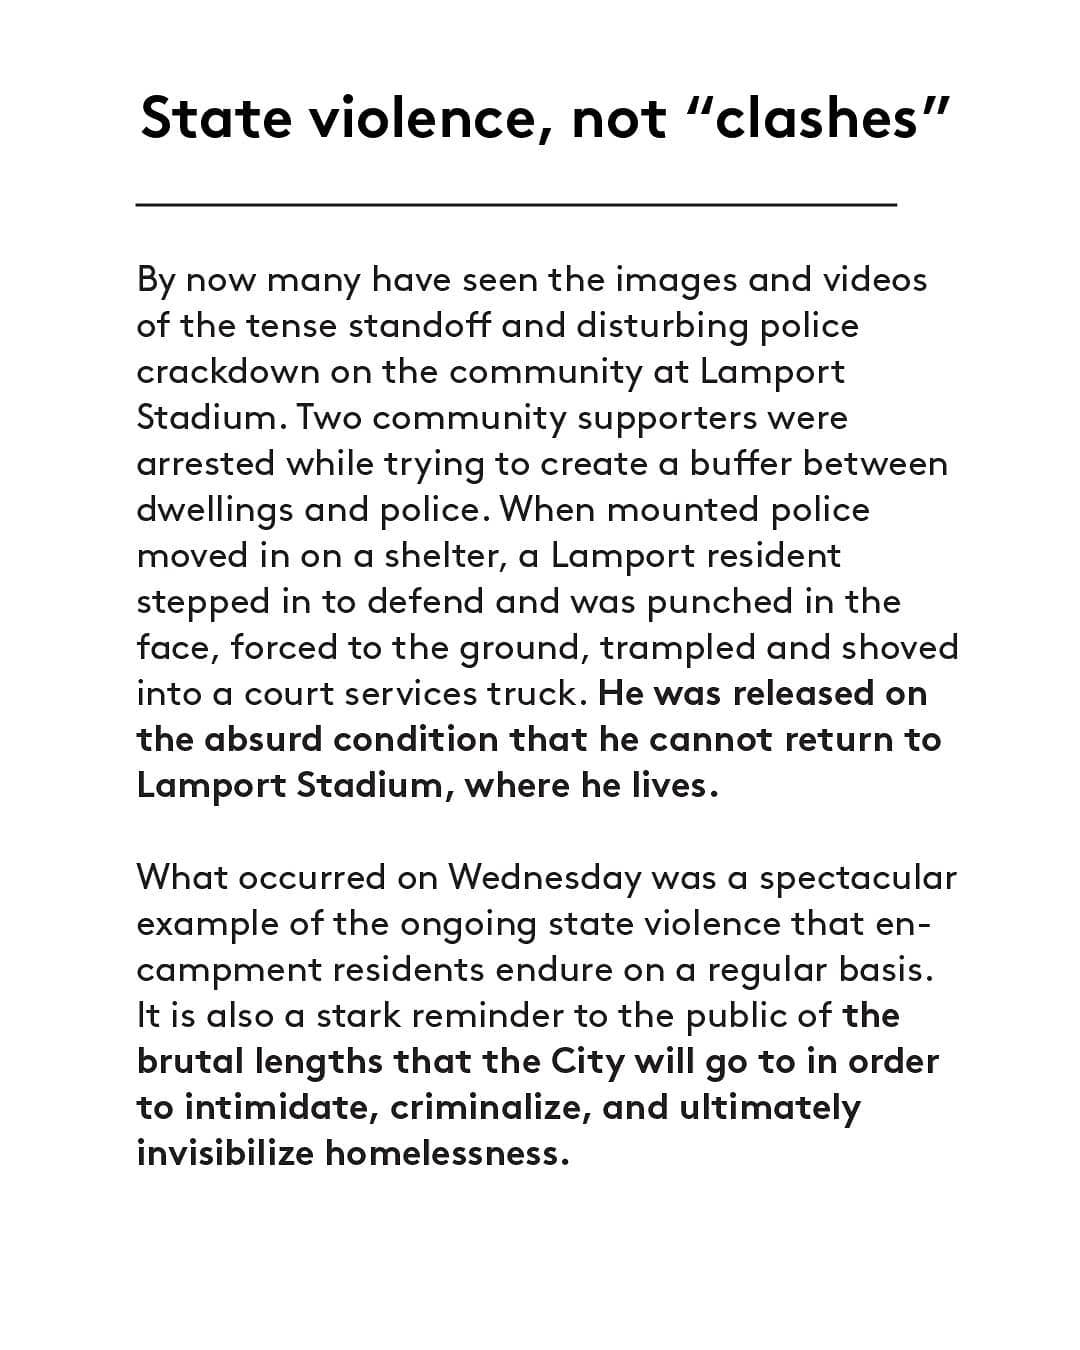 State violence, not “clashes”
By now many have seen the images and videos
of the tense standoff and disturbing police
crackdown on the community at Lamport
Stadium. Two community supporters were
arrested while trying to create a buffer between
dwellings and police. When mounted police
moved in on a shelter, a Lamport resident
stepped in to defend and was punched in the
face, forced to the ground, trampled and shoved
into a court services truck. He was released on
the absurd condition that he cannot return to
Lamport Stadium, where he lives.
What occurred on Wednesday was a spectacular
example of the ongoing state violence that en-
campment residents endure on a regular basis.
It is also a stark reminder to the public of the
brutal lengths that the City will go to in order
to intimidate, criminalize, and ultimately
invisibilize homelessness.